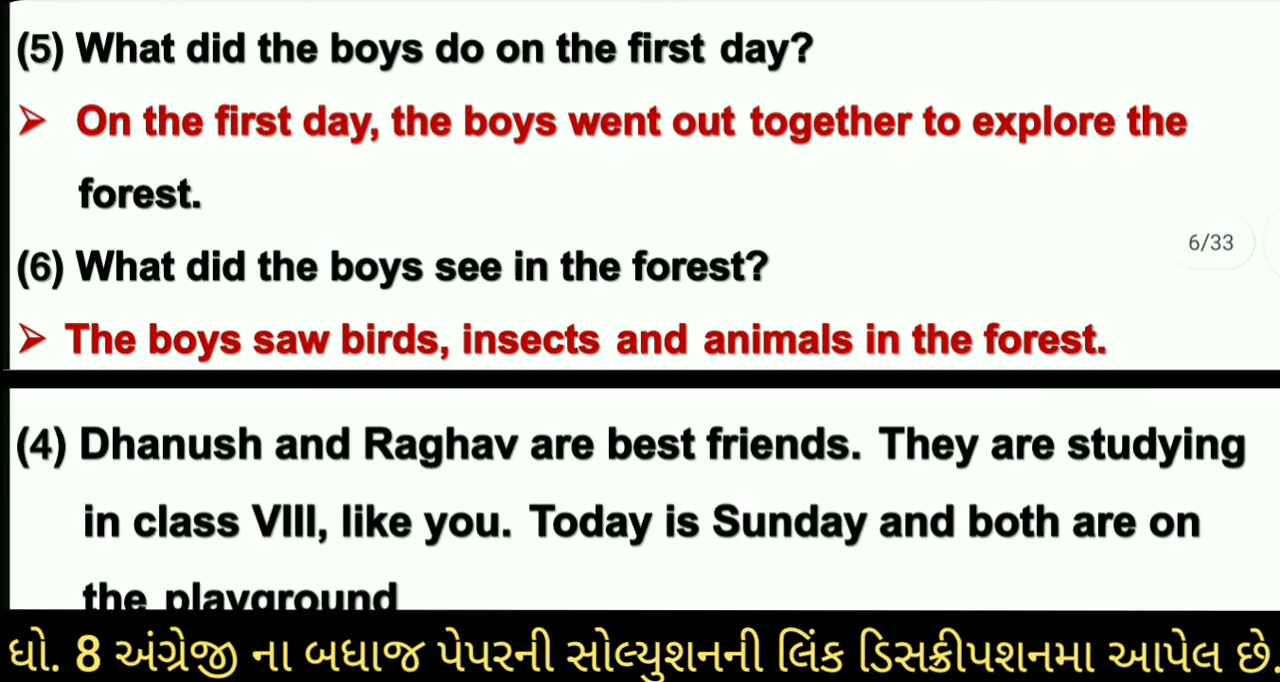 (5) What did the boys do on the first day?
➢ On the first day, the boys went out together to explore the
forest.
6/33
(6) What did the boys see in the forest?
➢ The boys saw birds, insects and animals in the forest.
(4) Dhanush and Raghav are best friends. They are studying
in class VIII, like you. Today is Sunday and both are on
the playground
ધો. 8 અંગ્રેજી ના બધાજ પેપરની સોલ્યુશનની લિંક ડિસક્રીપશનમા આપેલ છે.